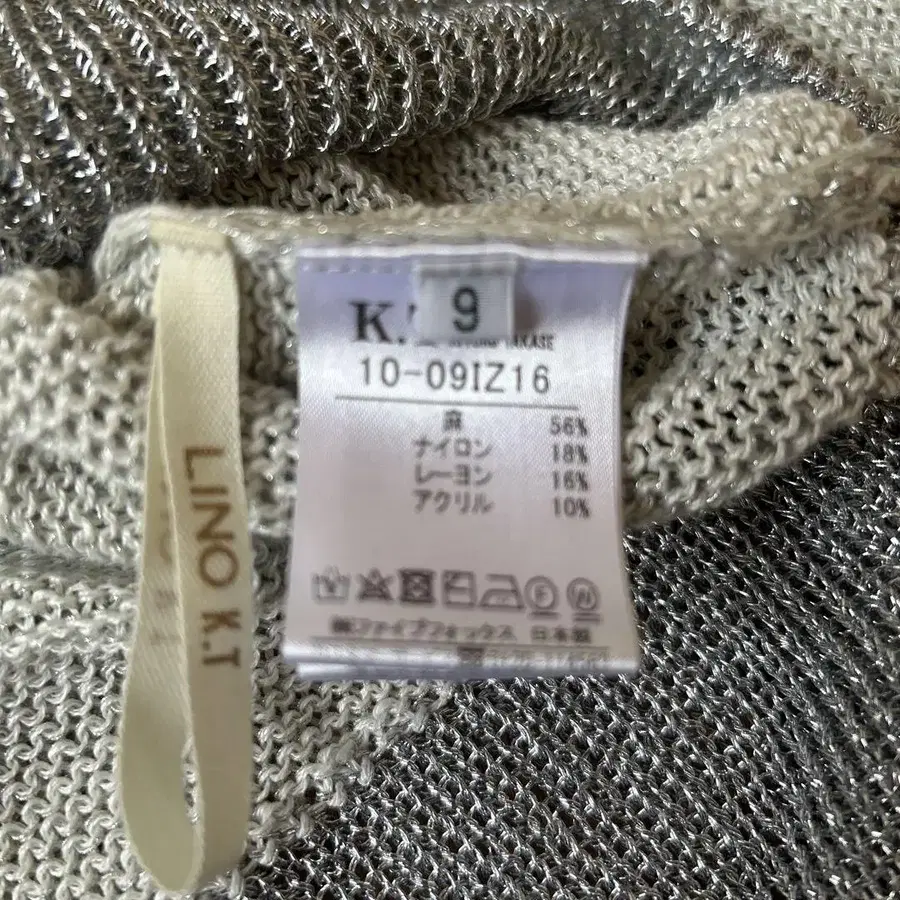 9
K.T
10-09IZ16
麻 56%
ナイロン 18%
レーヨン 16%
アクリル 10%
㈱ファイブフォックス 日本製
LINO K.T